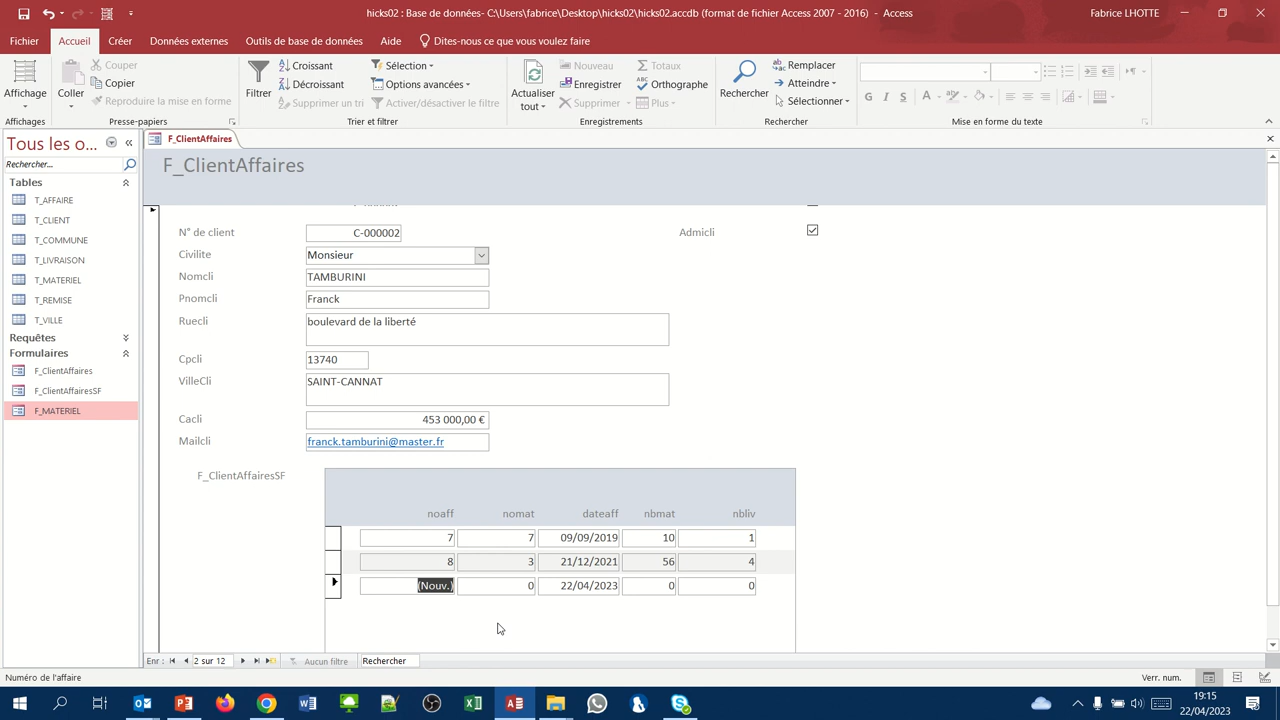 hicks02 : Base de données- C:\Users\fabrice\Desktop\hicks02\hicks02.accdb (format de fichier Access 2007 - 2016) - Access
Fabrice LHOTTE
Fichier Accueil Créer Données externes Outils de base de données Aide Dites-nous ce que vous voulez faire
Affichage
Affichages
Coller
Couper
Copier
Reproduire la mise en forme
Presse-papiers
Filtrer
Croissant
Décroissant
Supprimer un tri
Sélection
Options avancées
Activer/désactiver le filtre
Trier et filtrer
Actualiser
tout
Nouveau
Enregistrer
Supprimer
Totaux
Orthographe
Plus
Enregistrements
Rechercher
Remplacer
Atteindre
Sélectionner
Rechercher
G I S A
Mise en forme du texte
Tous les o...
Rechercher...
Tables
T_AFFAIRE
T_CLIENT
T_COMMUNE
T_LIVRAISON
T_MATERIEL
T_REMISE
T_VILLE
Requêtes
Formulaires
F_ClientAffaires
F_ClientAffairesSF
F_MATERIEL
F_ClientAffaires
F_ClientAffaires
N° de client C-000002
Admicli
Civilite Monsieur
Nomcli TAMBURINI
Pnomcli Franck
Ruecli boulevard de la liberté
Cpcli 13740
VilleCli SAINT-CANNAT
Cacli 453 000,00 €
Mailcli franck.tamburini@master.fr
F_ClientAffairesSF
noaff nomat dateaff nbmat nbliv
7 7 09/09/2019 10 1
8 3 21/12/2021 56 4
(Nouv.) 0 22/04/2023 0 0
Enr : 2 sur 12 Aucun filtre Rechercher
Numéro de l'affaire
Verr. num.
19:15
22/04/2023